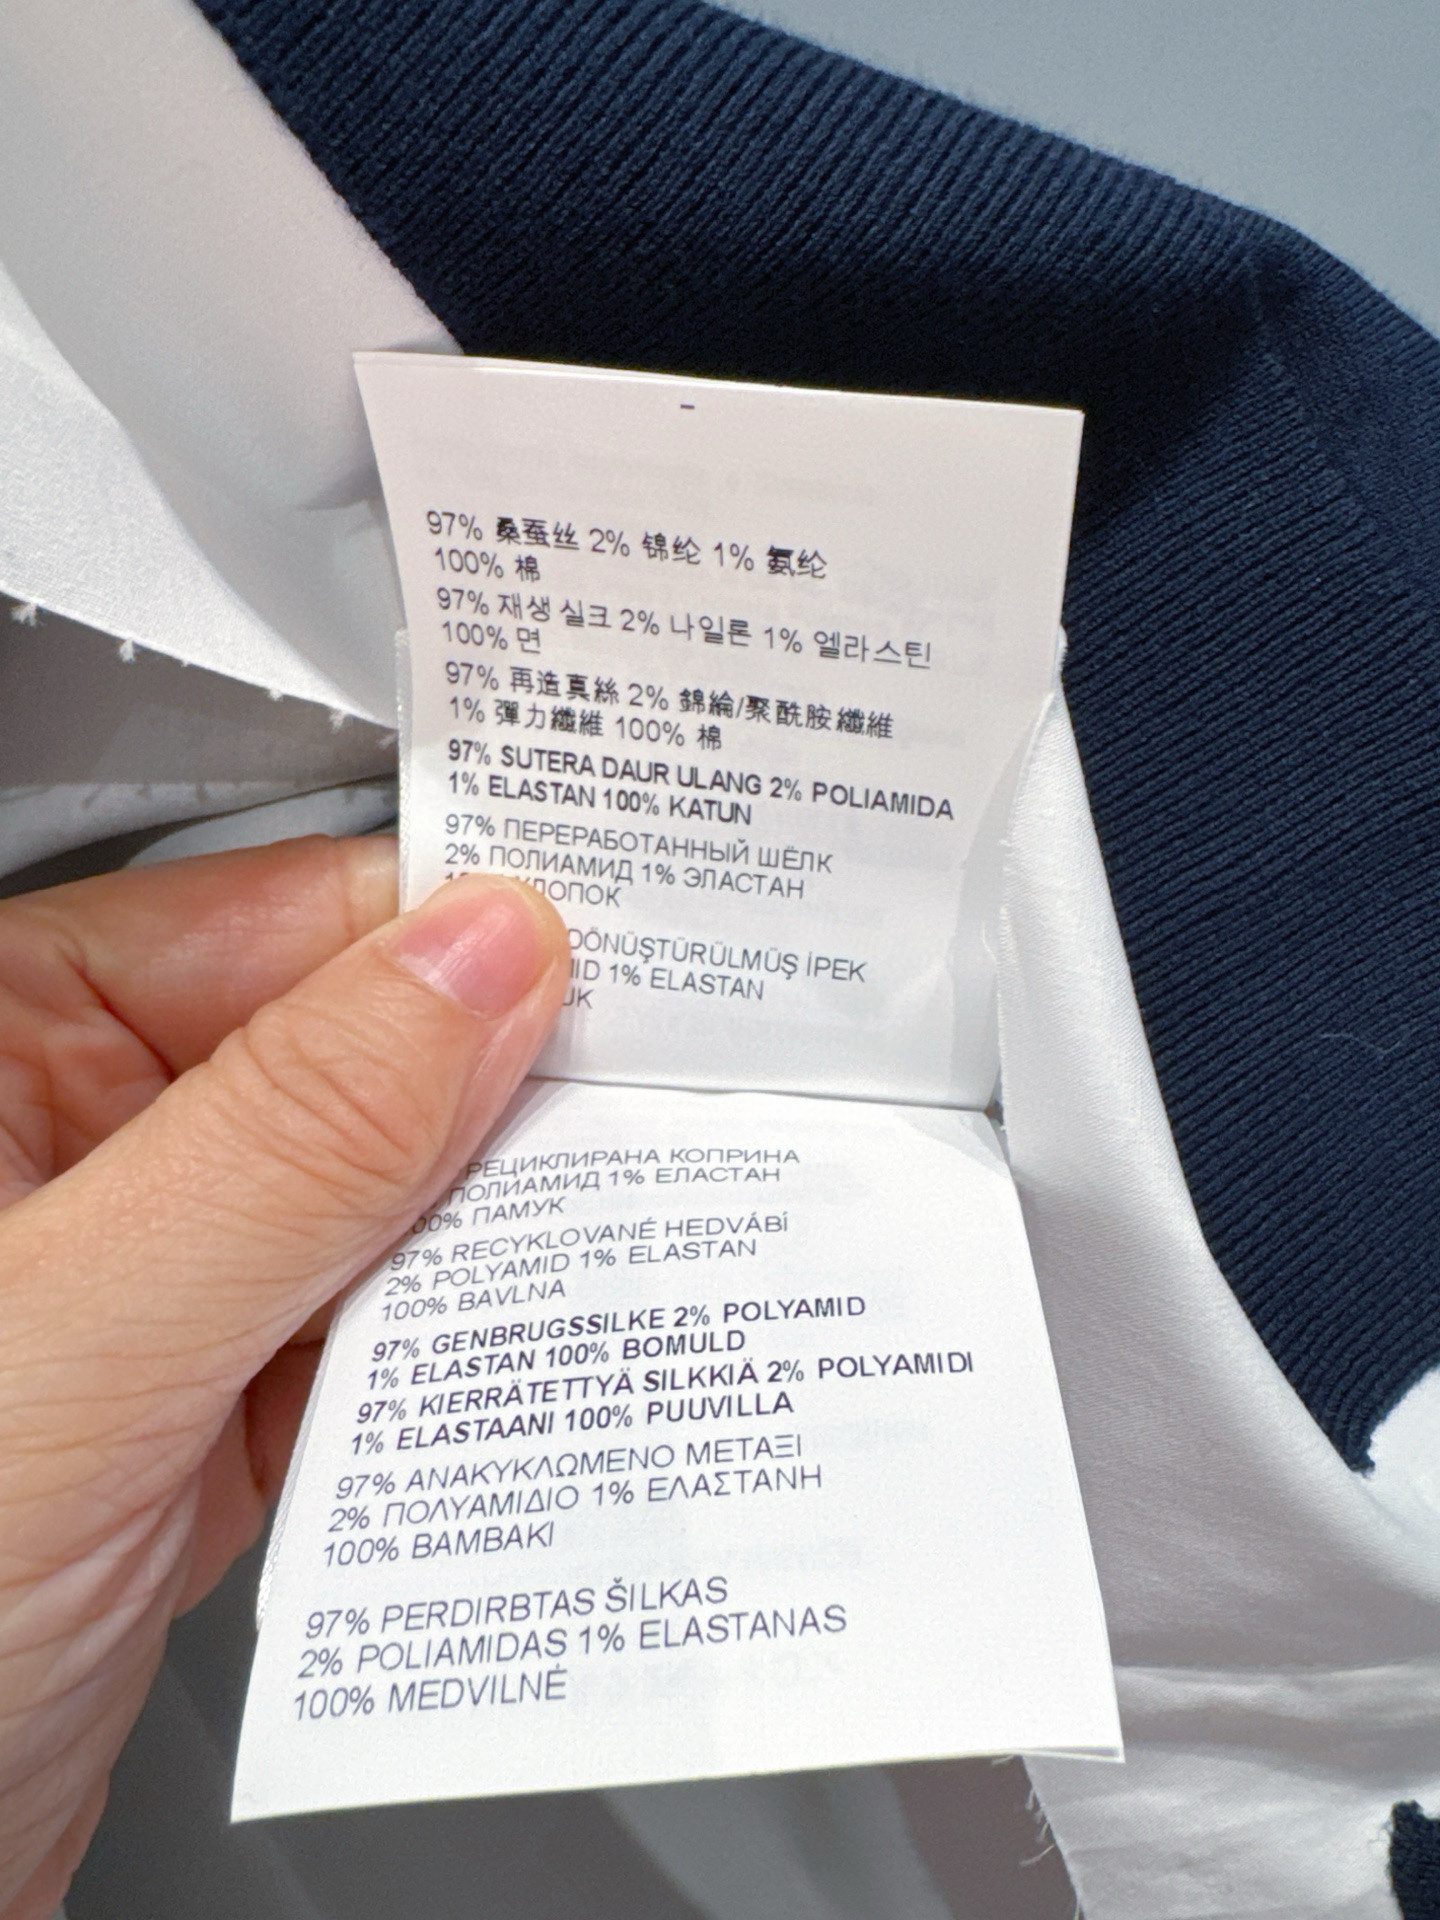 -
97% 桑蚕丝 2% 锦纶 1% 氨纶
100% 棉
97% 재생 실크 2% 나일론 1% 엘라스틴
100% 면
97% 再造真絲 2% 錦綸/聚酰胺纖維
1% 彈力纖維 100% 棉
97% SUTERA DAUR ULANG 2% POLIAMIDA
1% ELASTAN 100% KATUN
97% ПЕРЕРАБОТАННЫЙ ШЁЛК
2% ПОЛИАМИД 1% ЭЛАСТАН
ХЛОПОК
DÖNÜŞTÜRÜLMÜŞ İPEK
1% ELASTAN
РЕЦИКЛИРАНА КОПРИНА
ПОЛИАМИД 1% ЕЛАСТАН
100% ПАМУК
97% RECYKLOVANÉ HEDVÁBÍ
2% POLYAMID 1% ELASTAN
100% BAVLNA
97% GENBRUGSSILKE 2% POLYAMID
1% ELASTAN 100% BOMULD
97% KIERRÄTETTYÄ SILKKIÄ 2% POLYAMIDI
1% ELASTAANI 100% PUUVILLA
97% ΑΝΑΚΥΚΛΩΜΕΝΟ ΜΕΤΑΞΙ
2% ΠΟΛΥΑΜΙΔΙΟ 1% ΕΛΑΣΤΑΝΗ
100% ΒΑΜΒΑΚΙ
97% PERDIRBTAS ŠILKAS
2% POLIAMIDAS 1% ELASTANAS
100% MEDVILNĖ